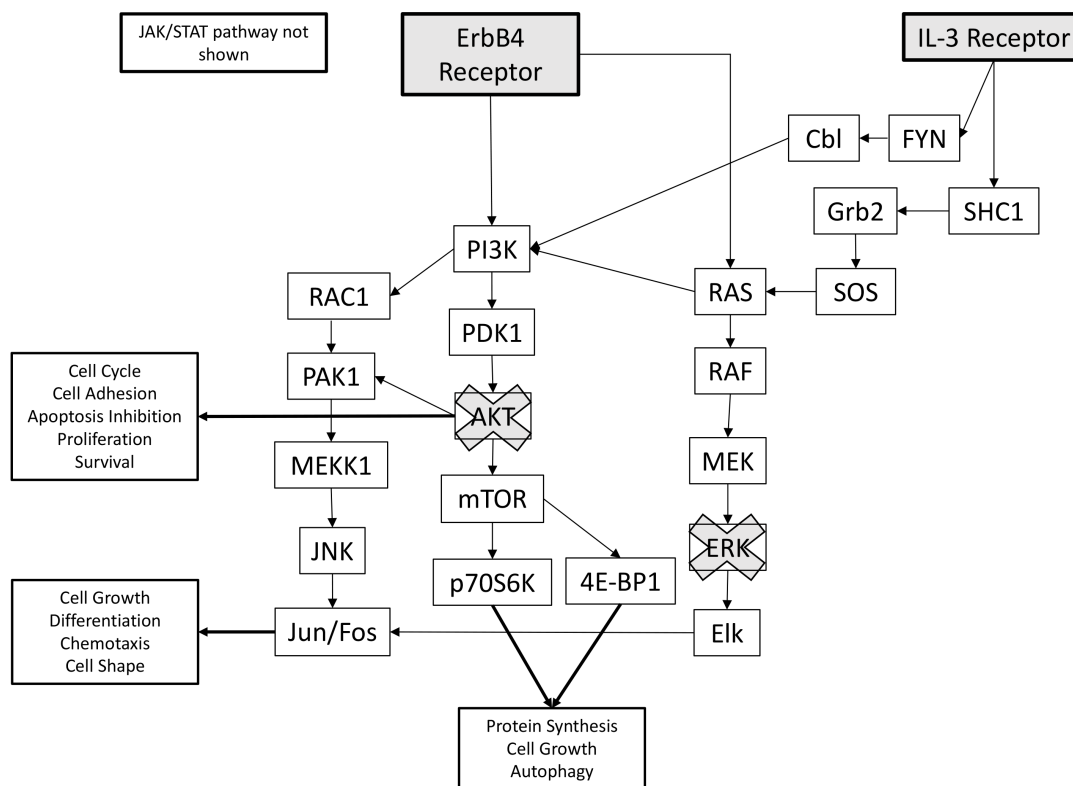 JAK/STAT pathway not
shown
ErbB4
Receptor
IL-3 Receptor
Cbl
FYN
Grb2
SHC1
PI3K
RAC1
RAS
SOS
PDK1
Cell Cycle
Cell Adhesion
Apoptosis Inhibition
Proliferation
Survival
PAK1
RAF
AKT
MEKK1
MEK
mTOR
JNK
ERK
p70S6K
4E-BP1
Cell Growth
Differentiation
Chemotaxis
Cell Shape
Jun/Fos
Elk
Protein Synthesis
Cell Growth
Autophagy